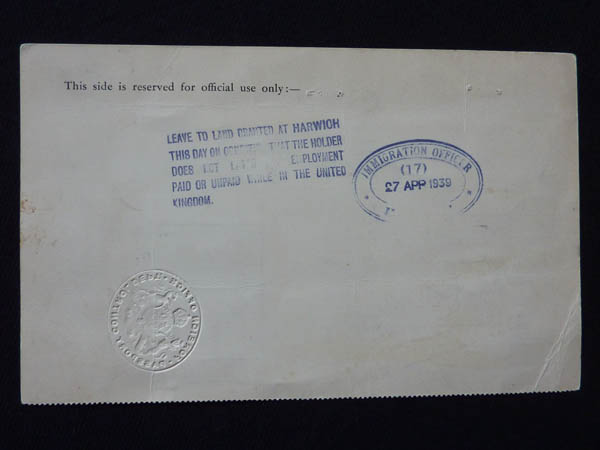 This side is reserved for official use only:—
LEAVE TO LAND GRANTED AT HARWICH
THIS DAY ON THAT THE HOLDER
DOES NOT EMPLOYMENT
PAID OR UNPAID WHILE IN THE UNITED
KINGDOM.
IMMIGRATION OFFICER
(17)
27 APR 1939